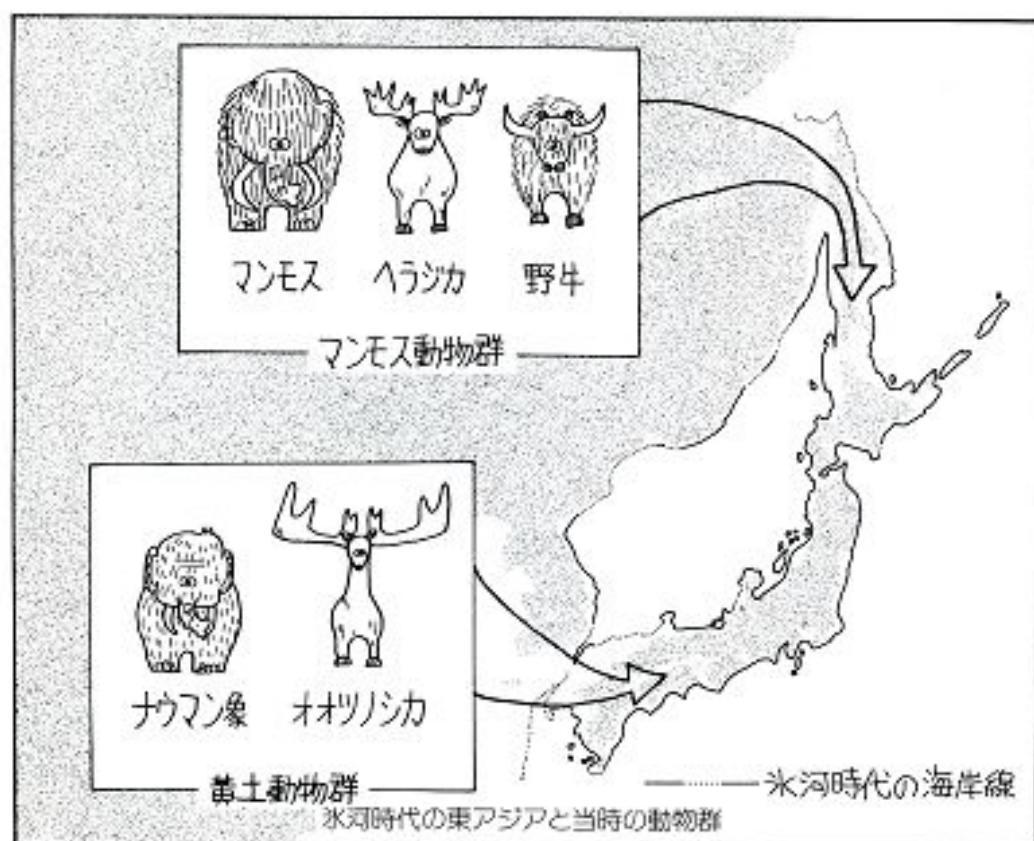 マンモス
ヘラジカ
野牛
マンモス動物群
ナウマン象
オオツノシカ
黄土動物群
氷河時代の海岸線
氷河時代の東アジアと当時の動物群